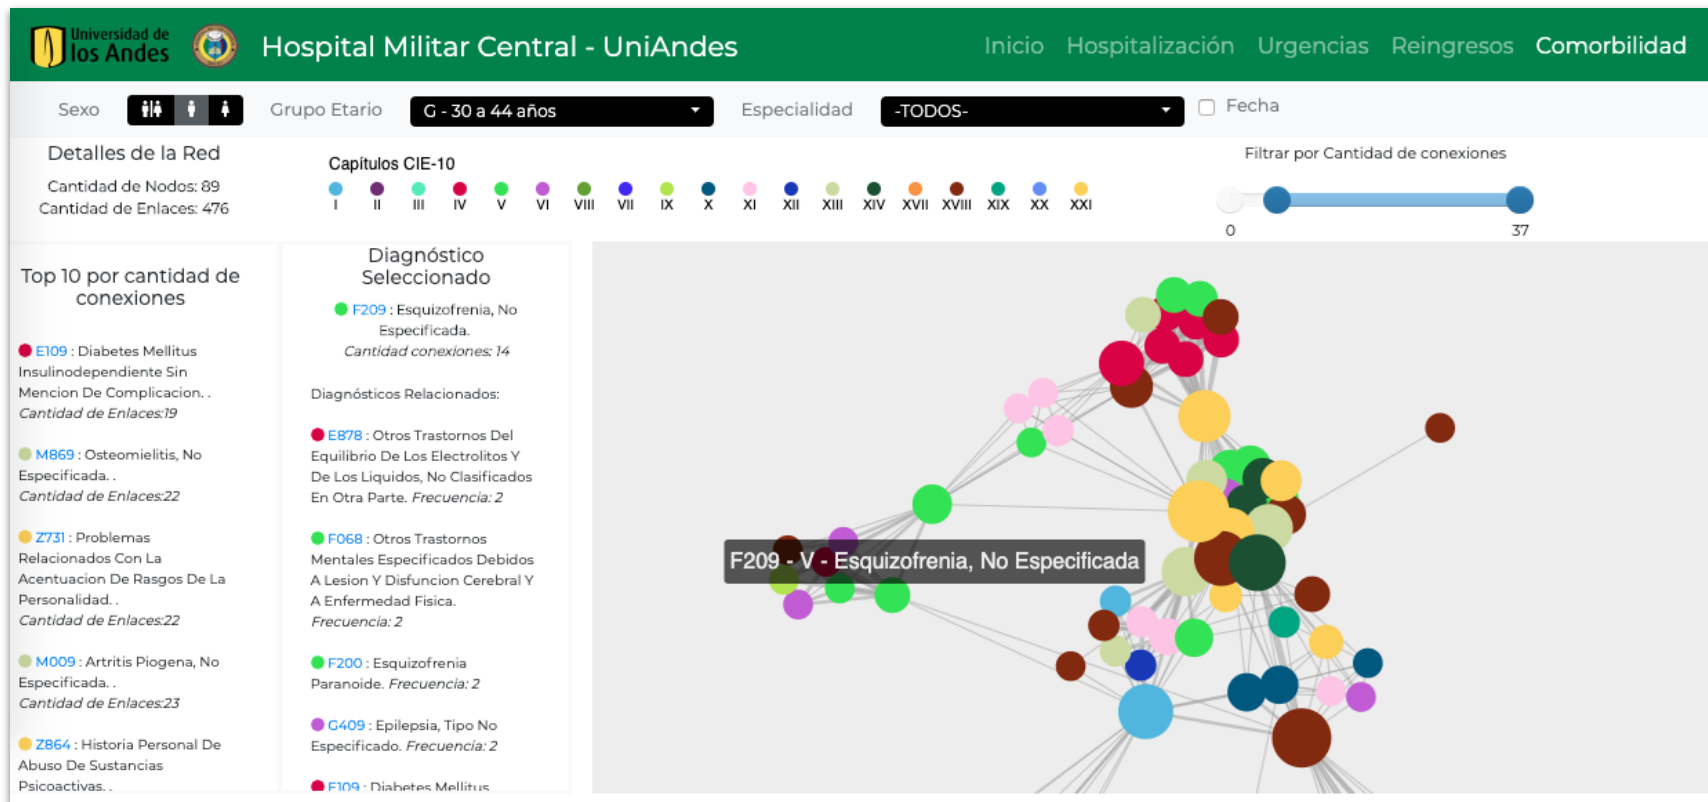 Universidad de
los Andes
Hospital Militar Central - UniAndes
Inicio Hospitalización Urgencias Reingresos Comorbilidad
Sexo
Grupo Etario
G - 30 a 44 años
Especialidad
-TODOS-
Fecha
Detalles de la Red
Cantidad de Nodos: 89
Cantidad de Enlaces: 476
Capítulos CIE-10
I II III IV V VI VIII VII IX X XI XII XIII XIV XVII XVIII XIX XX XXI
Filtrar por Cantidad de conexiones
0 37
Top 10 por cantidad de
conexiones
E109 : Diabetes Mellitus
Insulinodependiente Sin
Mencion De Complicacion. .
Cantidad de Enlaces:19
M869 : Osteomielitis, No
Especificada. .
Cantidad de Enlaces:22
Z731 : Problemas
Relacionados Con La
Acentuacion De Rasgos De La
Personalidad. .
Cantidad de Enlaces:22
M009 : Artritis Piogena, No
Especificada. .
Cantidad de Enlaces:23
Z864 : Historia Personal De
Abuso De Sustancias
Psicoactivas. .
Diagnóstico
Seleccionado
F209 : Esquizofrenia, No
Especificada.
Cantidad conexiones: 14
Diagnósticos Relacionados:
E878 : Otros Trastornos Del
Equilibrio De Los Electrolitos Y
De Los Liquidos, No Clasificados
En Otra Parte. Frecuencia: 2
F068 : Otros Trastornos
Mentales Especificados Debidos
A Lesion Y Disfuncion Cerebral Y
A Enfermedad Fisica.
Frecuencia: 2
F200 : Esquizofrenia
Paranoide. Frecuencia: 2
G409 : Epilepsia, Tipo No
Especificado. Frecuencia: 2
E109 : Diabetes Mellitus
F209 - V - Esquizofrenia, No Especificada